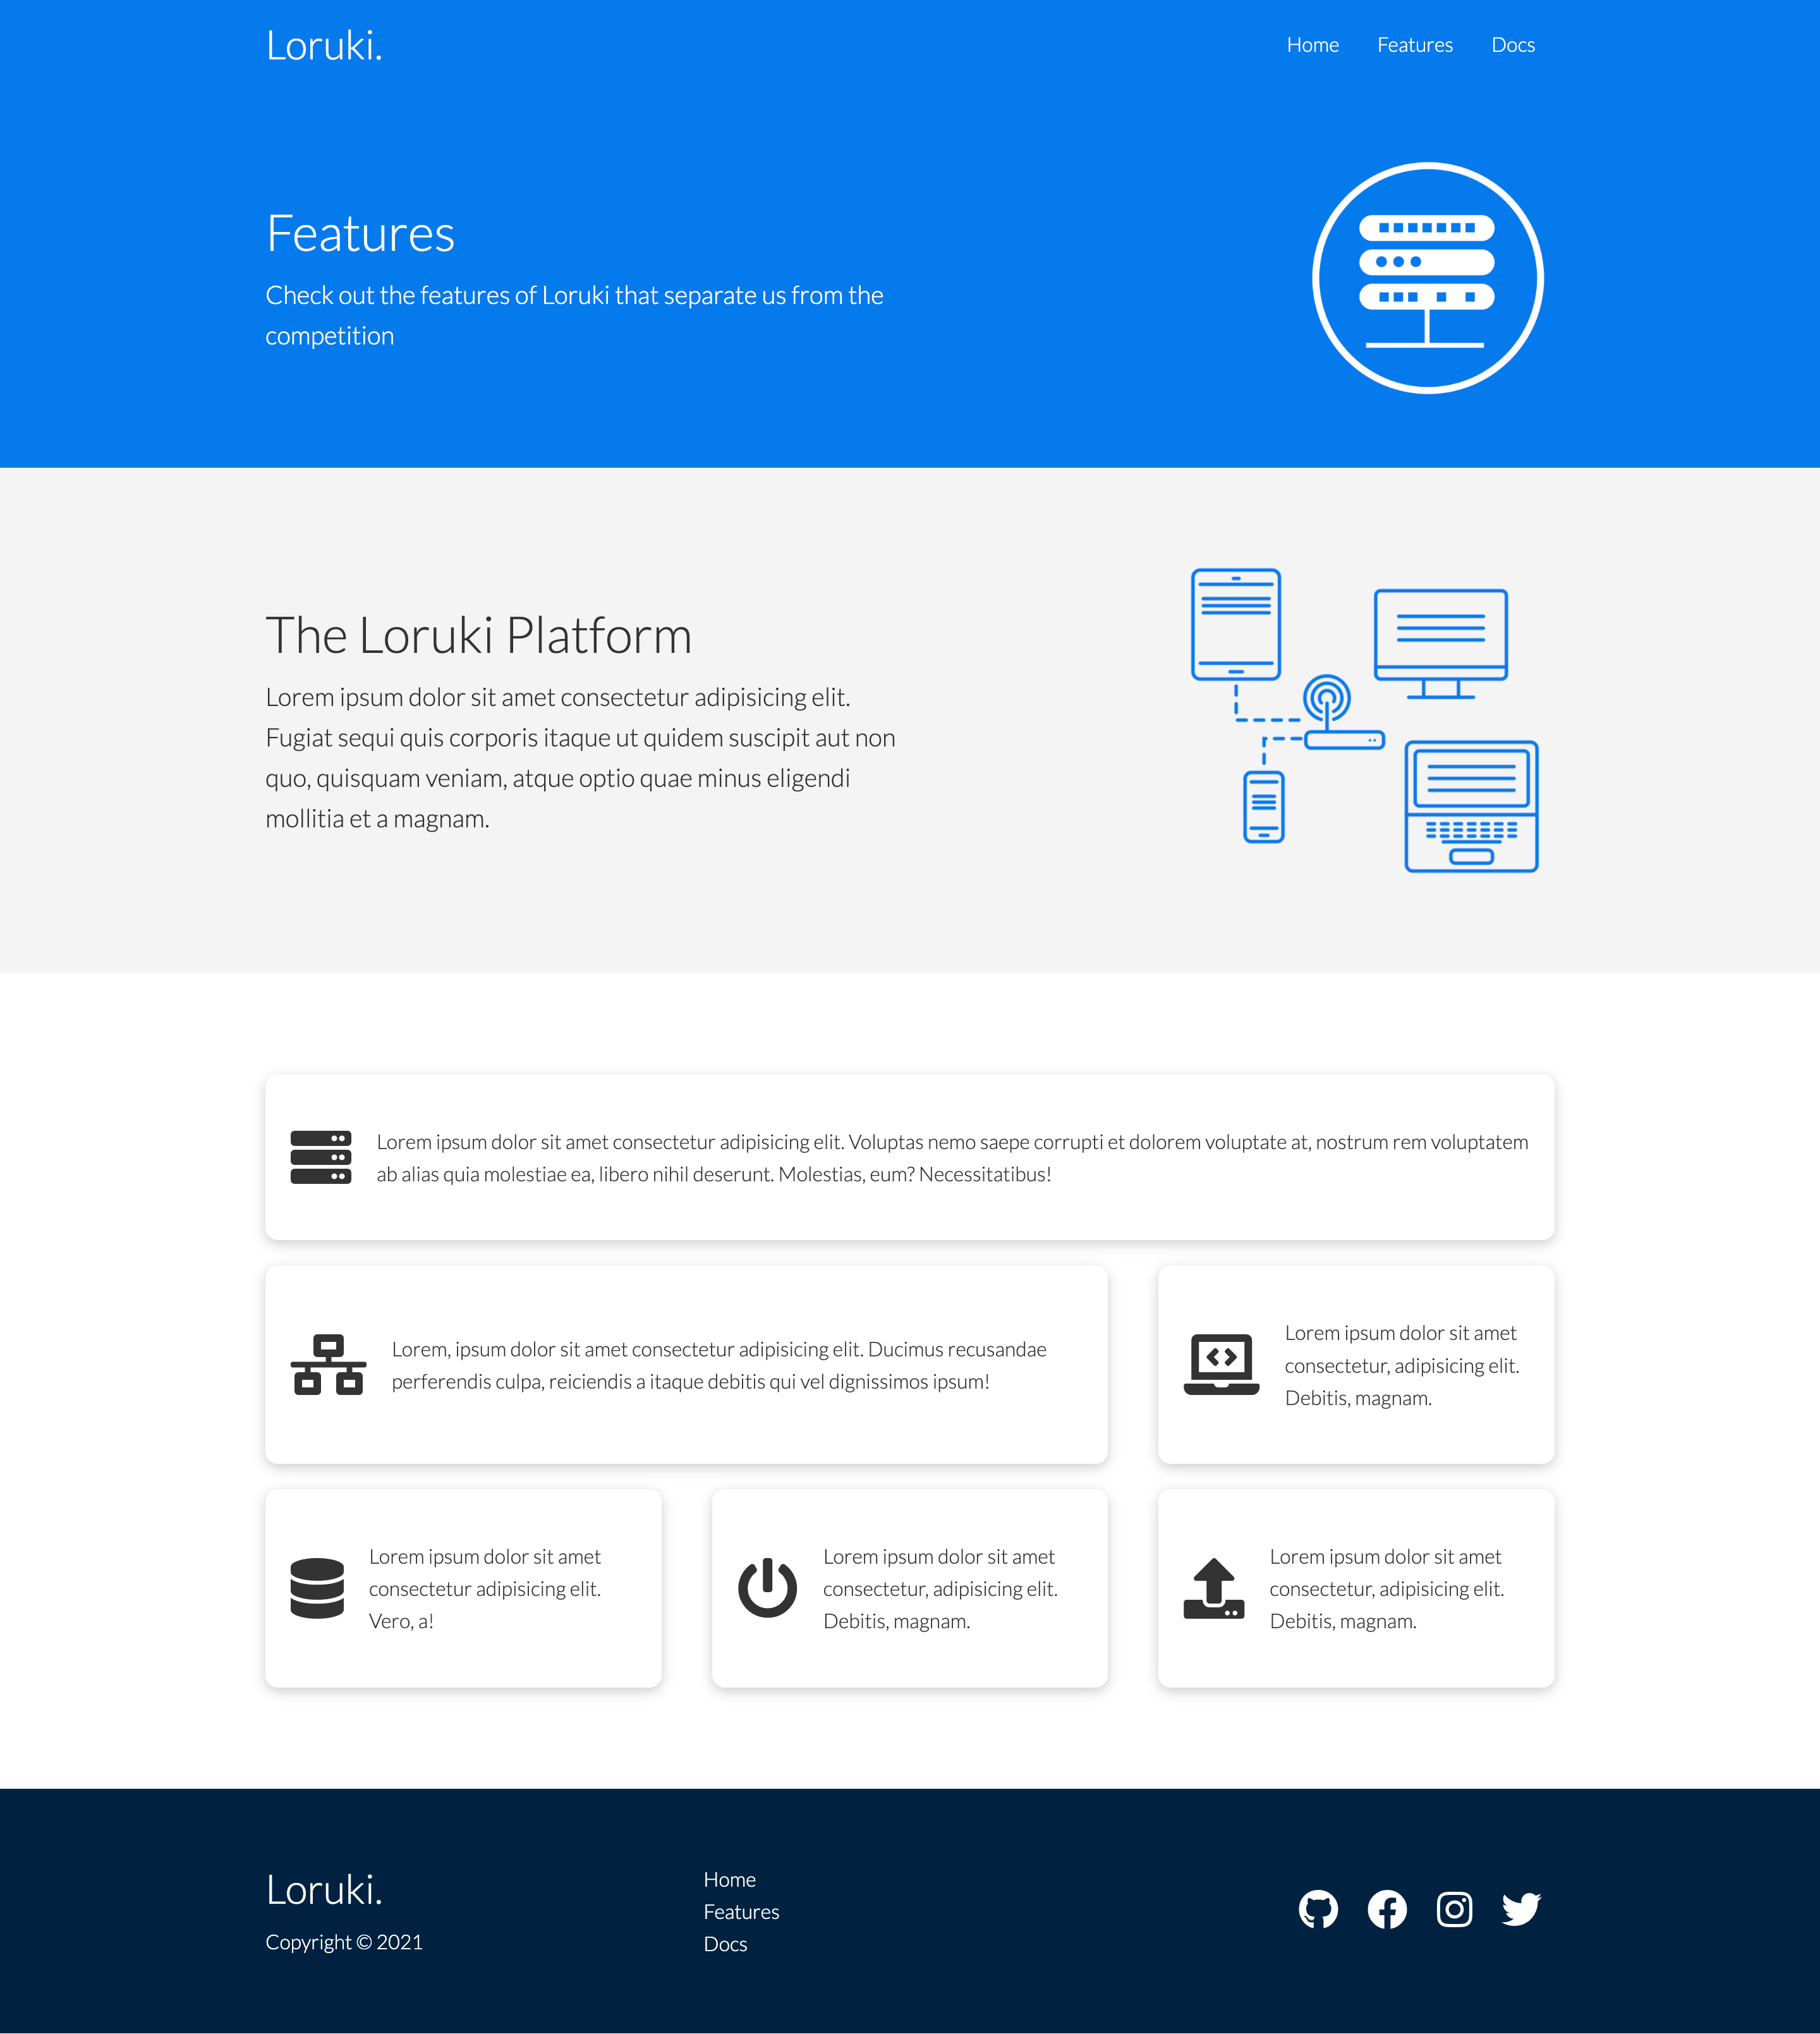 Loruki.
Home
Features
Docs
Features
Check out the features of Loruki that separate us from the
competition
The Loruki Platform
Lorem ipsum dolor sit amet consectetur adipisicing elit.
Fugiat sequi quis corporis itaque ut quidem suscipit aut non
quo, quisquam veniam, atque optio quae minus eligendi
mollitia et a magnam.
Lorem ipsum dolor sit amet consectetur adipisicing elit. Voluptas nemo saepe corrupti et dolorem voluptate at, nostrum rem voluptatem
ab alias quia molestiae ea, libero nihil deserunt. Molestias, eum? Necessitatibus!
Lorem, ipsum dolor sit amet consectetur adipisicing elit. Ducimus recusandae
perferendis culpa, reiciendis a itaque debitis qui vel dignissimos ipsum!
Lorem ipsum dolor sit amet
consectetur, adipisicing elit.
Debitis, magnam.
Lorem ipsum dolor sit amet
consectetur adipisicing elit.
Vero, a!
Lorem ipsum dolor sit amet
consectetur, adipisicing elit.
Debitis, magnam.
Lorem ipsum dolor sit amet
consectetur, adipisicing elit.
Debitis, magnam.
Loruki.
Copyright © 2021
Home
Features
Docs